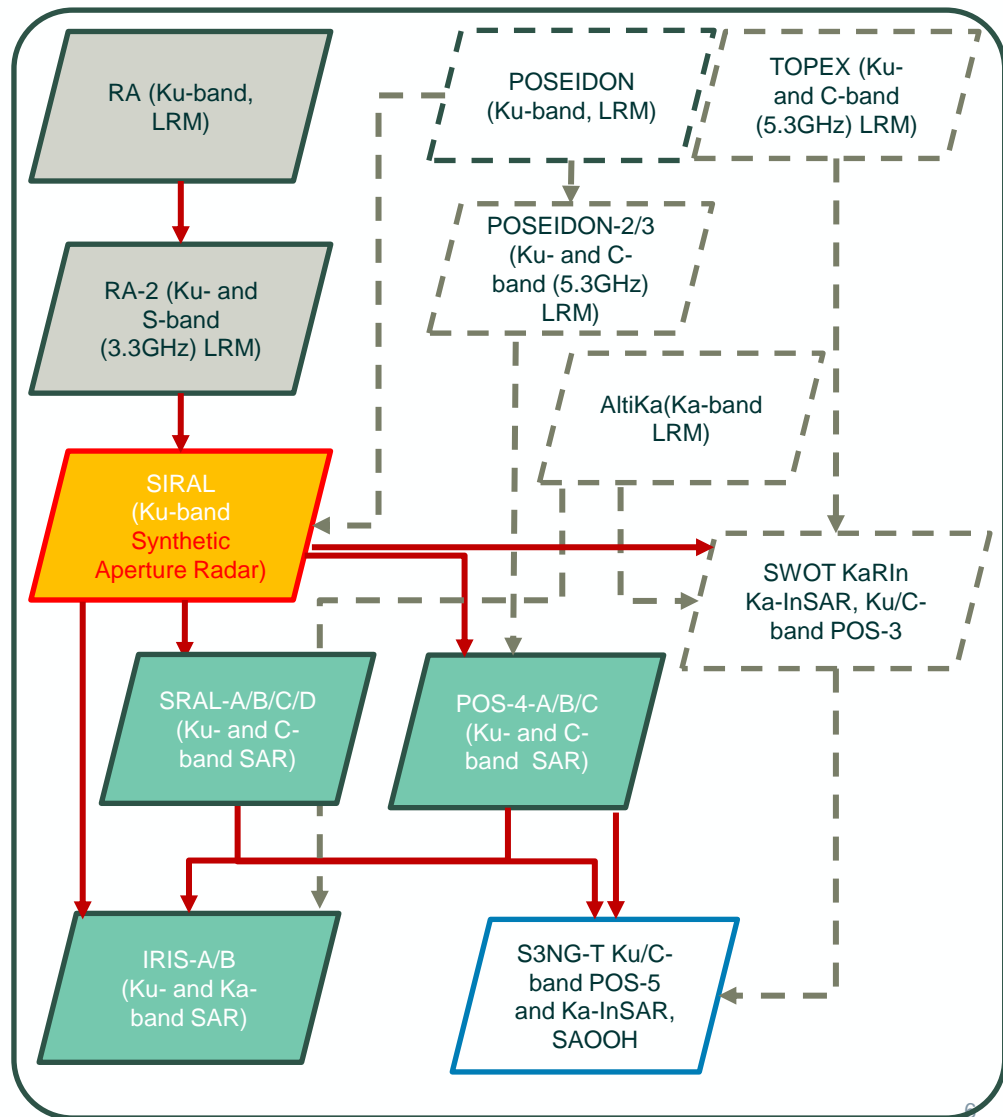 RA (Ku-band,
LRM)
POSEIDON
(Ku-band, LRM)
TOPEX (Ku-
and C-band
(5.3GHz) LRM)
RA-2 (Ku- and
S-band
(3.3GHz) LRM)
POSEIDON-2/3
(Ku- and C-
band (5.3GHz)
LRM)
AltiKa(Ka-band
LRM)
SIRAL
(Ku-band
Synthetic
Aperture Radar)
SWOT KaRIn
Ka-InSAR, Ku/C-
band POS-3
SRAL-A/B/C/D
(Ku- and C-
band SAR)
POS-4-A/B/C
(Ku- and C-
band SAR)
IRIS-A/B
(Ku- and Ka-
band SAR)
S3NG-T Ku/C-
band POS-5
and Ka-InSAR,
SAOOH
6